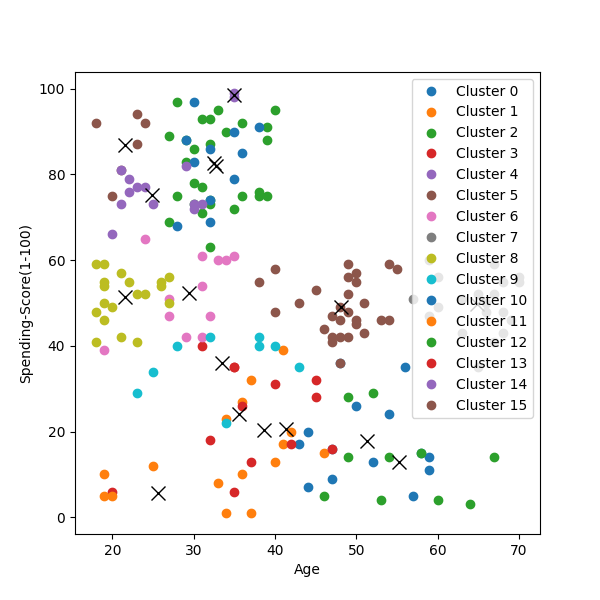 100
80
60
40
20
0
Spending-Score(1-100)
20 30 40 50 60 70
Age
Cluster 0
Cluster 1
Cluster 2
Cluster 3
Cluster 4
Cluster 5
Cluster 6
Cluster 7
Cluster 8
Cluster 9
Cluster 10
Cluster 11
Cluster 12
Cluster 13
Cluster 14
Cluster 15